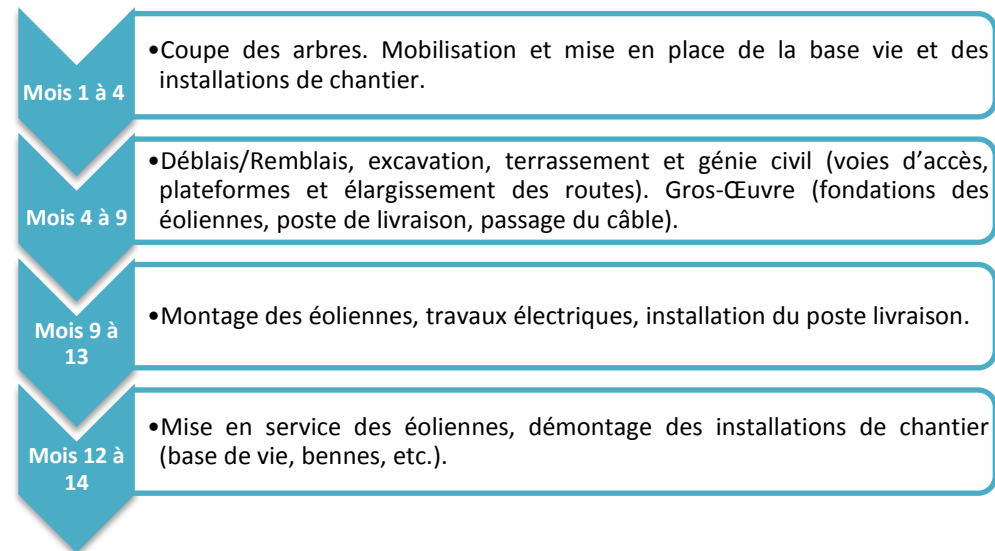 Mois 1 à 4
•Coupe des arbres. Mobilisation et mise en place de la base vie et des
installations de chantier.
Mois 4 à 9
•Déblais/Remblais, excavation, terrassement et génie civil (voies d’accès,
plateformes et élargissement des routes). Gros-Œuvre (fondations des
éoliennes, poste de livraison, passage du câble).
Mois 9 à
13
•Montage des éoliennes, travaux électriques, installation du poste livraison.
Mois 12 à
14
•Mise en service des éoliennes, démontage des installations de chantier
(base de vie, bennes, etc.).